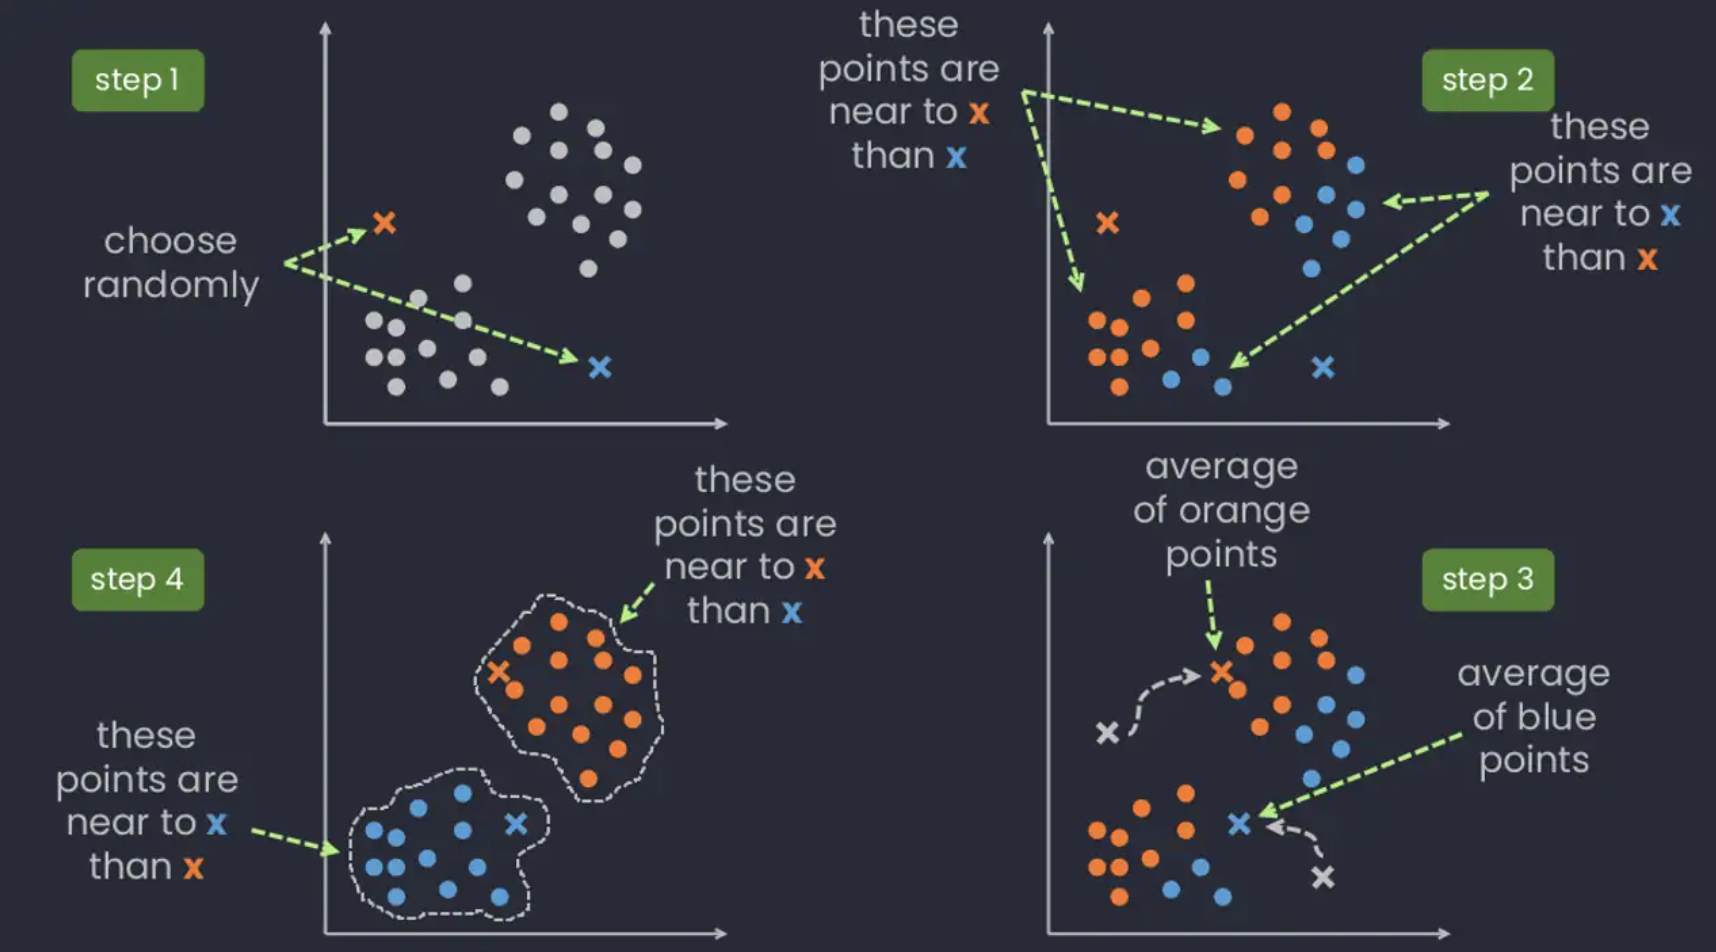 step 1
choose
randomly
these
points are
near to x
than x
step 2
these
points are
near to x
than x
average
of orange
points
step 3
average
of blue
points
these
points are
near to x
than x
step 4
these
points are
near to x
than x